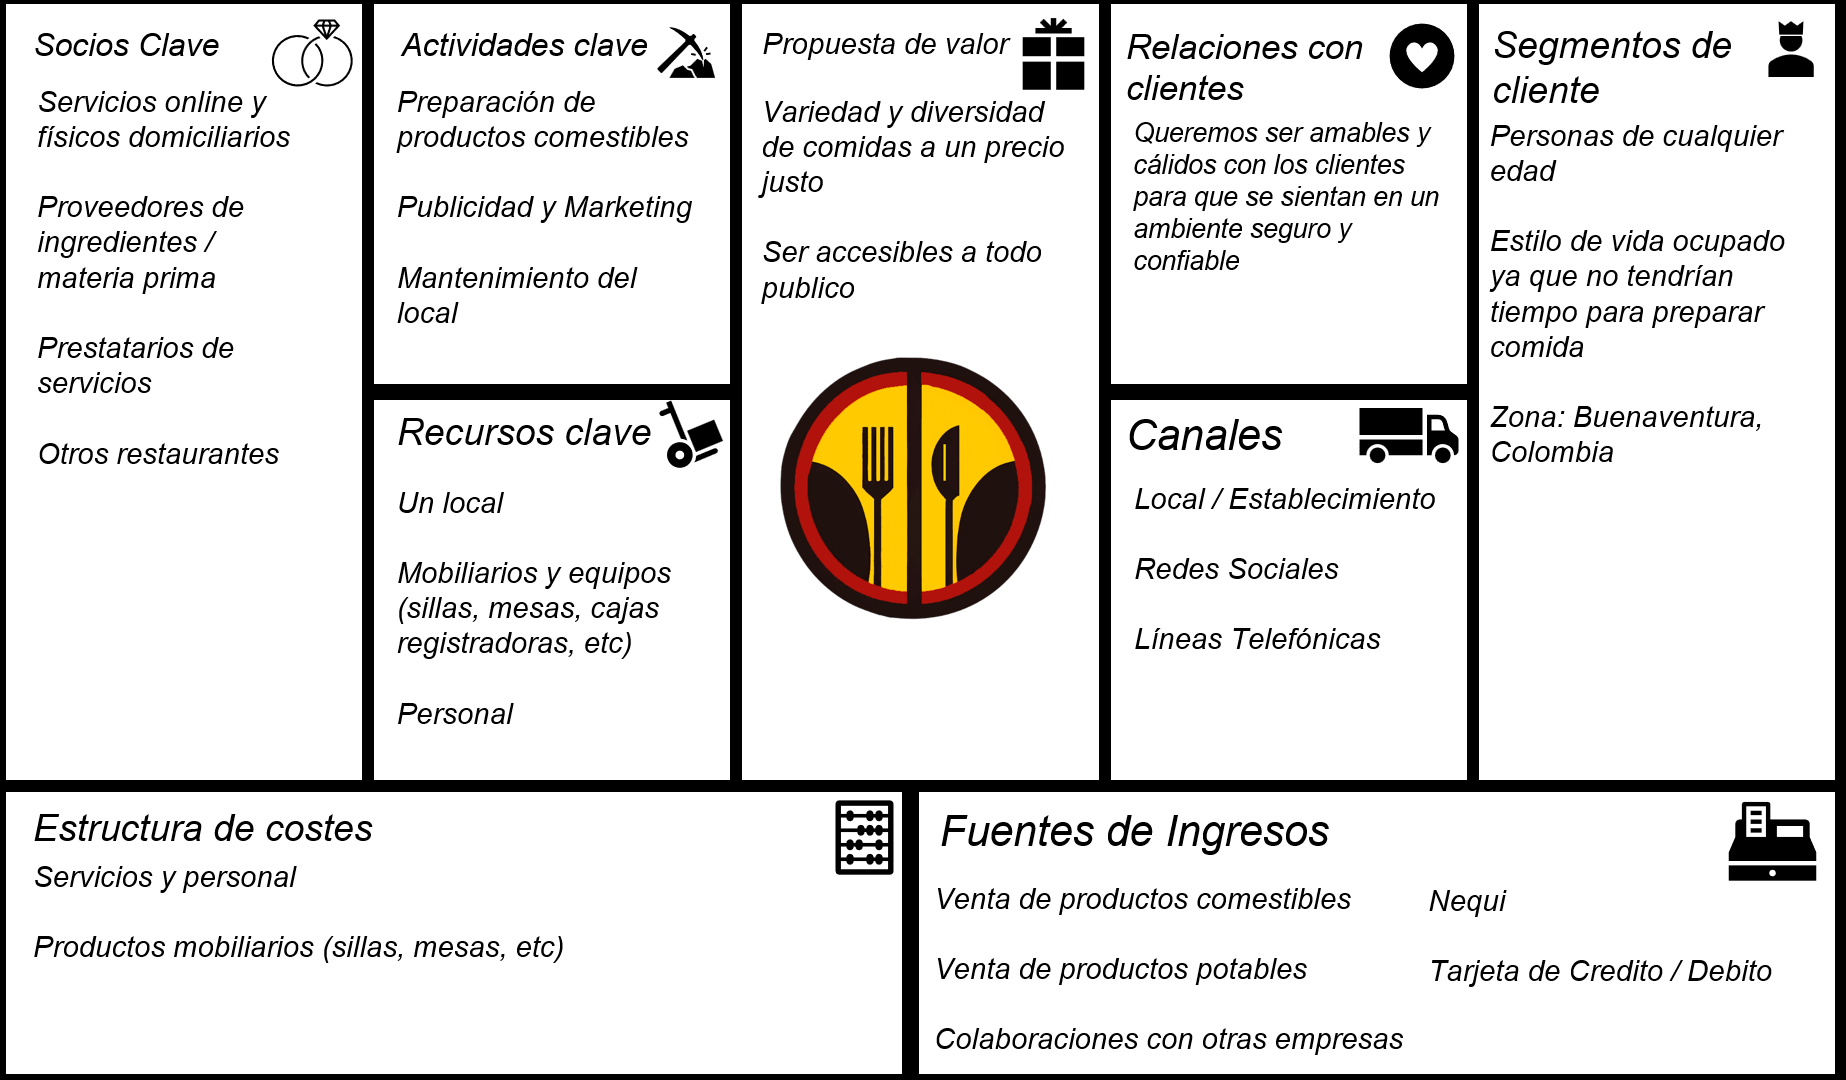 Socios Clave
Servicios online y
físicos domiciliarios
Proveedores de
ingredientes /
materia prima
Prestatarios de
servicios
Otros restaurantes
Actividades clave
Preparación de
productos comestibles
Publicidad y Marketing
Mantenimiento del
local
Recursos clave
Un local
Mobiliarios y equipos
(sillas, mesas, cajas
registradoras, etc)
Personal
Propuesta de valor
Variedad y diversidad
de comidas a un precio
justo
Ser accesibles a todo
publico
Relaciones con
clientes
Queremos ser amables y
cálidos con los clientes
para que se sientan en un
ambiente seguro y
confiable
Canales
Local / Establecimiento
Redes Sociales
Líneas Telefónicas
Segmentos de
cliente
Personas de cualquier
edad
Estilo de vida ocupado
ya que no tendrían
tiempo para preparar
comida
Zona: Buenaventura,
Colombia
Estructura de costes
Servicios y personal
Productos mobiliarios (sillas, mesas, etc)
Fuentes de Ingresos
Venta de productos comestibles
Venta de productos potables
Colaboraciones con otras empresas
Nequi
Tarjeta de Credito / Debito